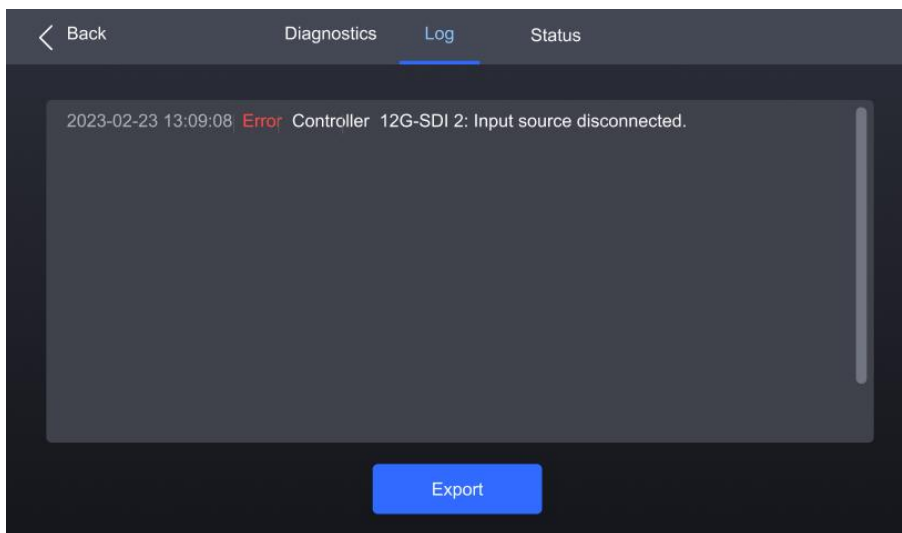 Back Diagnostics Log Status
2023-02-23 13:09:08 Error Controller 12G-SDI 2: Input source disconnected.
Export